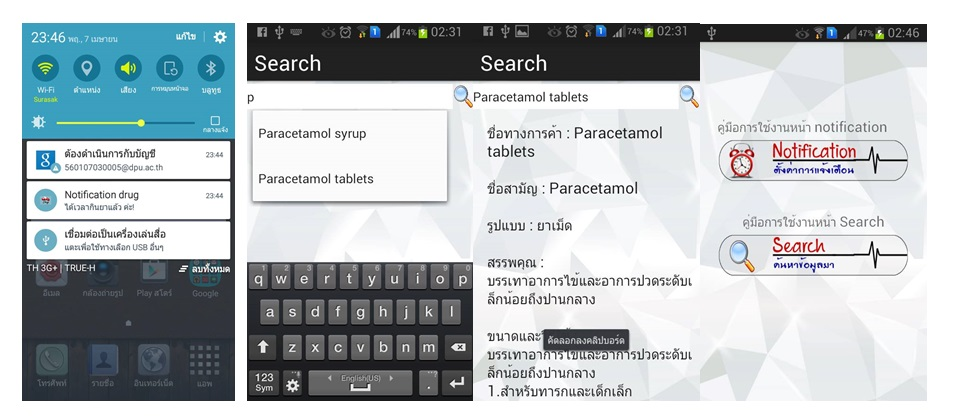 23:46 พฤ., 7 เมษายน แก้ไข
Wi-Fi
Surasak
ตำแหน่ง
เสียง
การหมุนหน้าจอ
บลูทูธ
กลางแจ้ง
ต้องดำเนินการกับบัญชี 23:44
560107030005@dpu.ac.th
Notification drug 23:44
ได้เวลากินยาแล้ว ค่ะ!
เชื่อมต่อเป็นเครื่องเล่นสื่อ
แตะเพื่อใช้ทางเลือก USB อื่นๆ
TH 3G+ | TRUE-H ลบทั้งหมด
อีเมล กล้องถ่ายรูป Play สโตร์ Google
โทรศัพท์ รายชื่อ อินเทอร์เน็ต แอพ
74% 02:31
Search
p
Paracetamol syrup
Paracetamol tablets
1 2 3 4 5 6 7 8 9 0
q w e r t y u i o p
a s d f g h j k l
z x c v b n m
123
Sym
English(US)
.
74% 02:31
Search
Paracetamol tablets
ชื่อทางการค้า : Paracetamol
tablets
ชื่อสามัญ : Paracetamol
รูปแบบ : ยาเม็ด
สรรพคุณ :
บรรเทาอาการไข้และอาการปวดระดับเ
ล็กน้อยถึงปานกลาง
ขนาดและ
คัดลอกลงคลิปบอร์ด
บรรเทาอาการไข้และอาการปวดระดับเ
ล็กน้อยถึงปานกลาง
1.สำหรับทารกและเด็กเล็ก
47% 02:46
คู่มือการใช้งานหน้า notification
Notification
ตั้งค่าการแจ้งเตือน
คู่มือการใช้งานหน้า Search
Search
ค้นหาข้อมูลยา